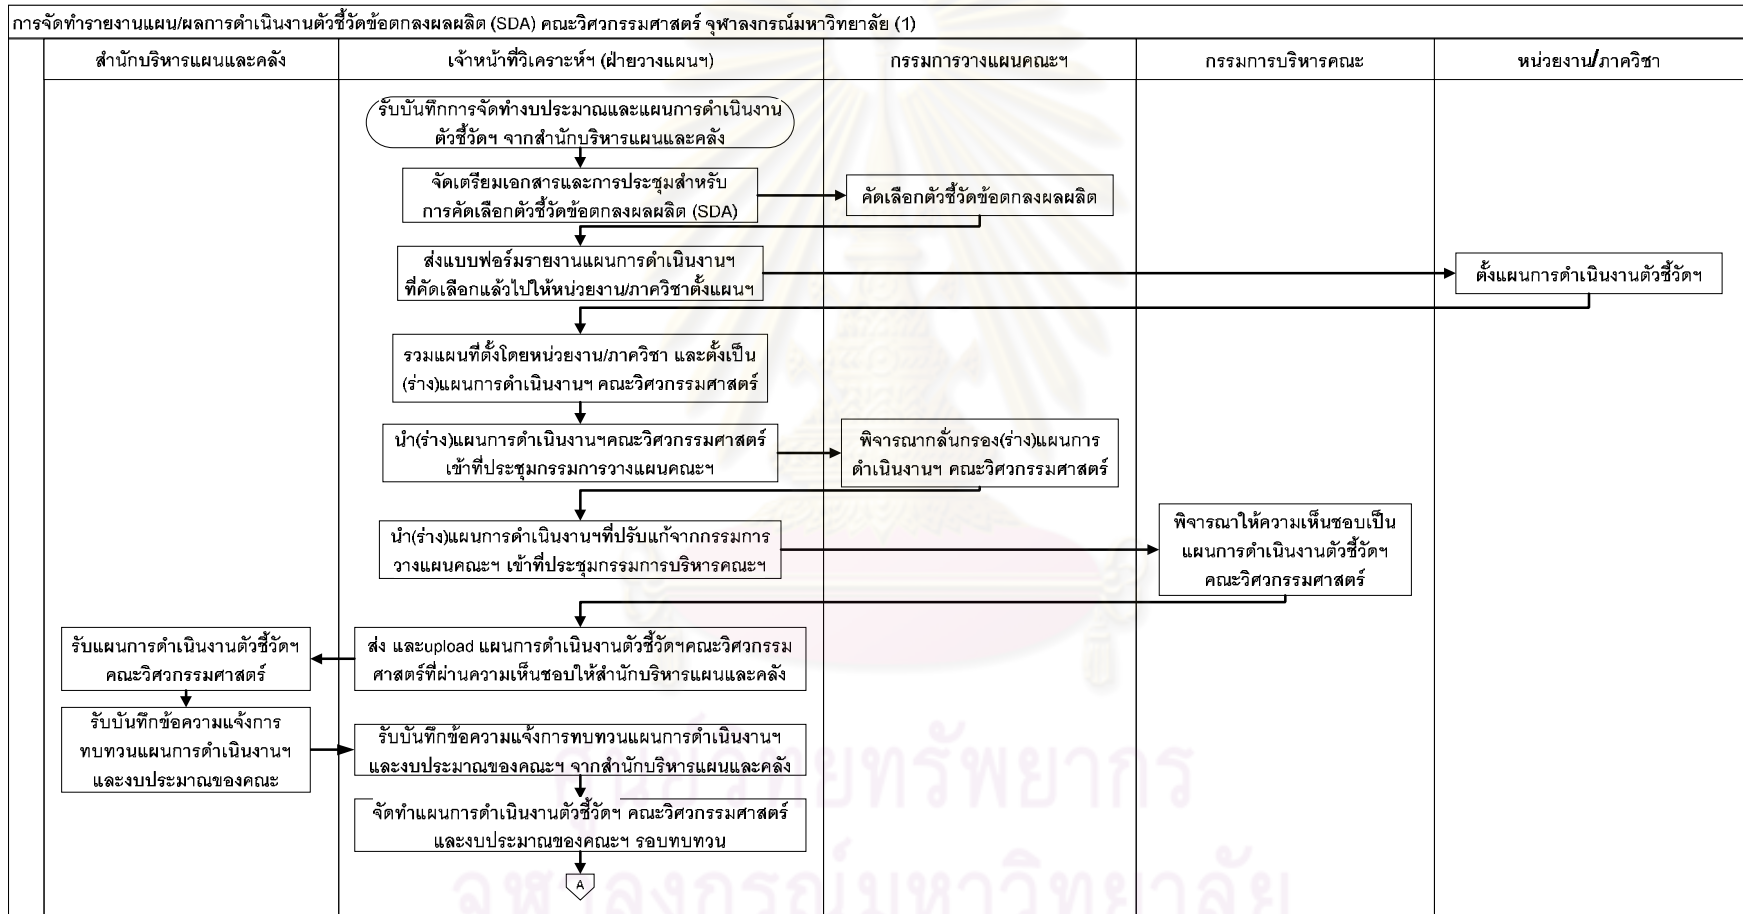 การจัดทำรายงานแผน/ผลการดำเนินงานตัวชี้วัดข้อตกลงผลผลิต (SDA) คณะวิศวกรรมศาสตร์ จุฬาลงกรณ์มหาวิทยาลัย (1)
สำนักบริหารแผนและคลัง
เจ้าหน้าที่วิเคราะห์ฯ (ฝ่ายวางแผนฯ)
กรรมการวางแผนคณะฯ
กรรมการบริหารคณะ
หน่วยงาน/ภาควิชา
รับบันทึกการจัดทำงบประมาณและแผนการดำเนินงาน
ตัวชี้วัดฯ จากสำนักบริหารแผนและคลัง
จัดเตรียมเอกสารและการประชุมสำหรับ
การคัดเลือกตัวชี้วัดข้อตกลงผลผลิต (SDA)
คัดเลือกตัวชี้วัดข้อตกลงผลผลิต
ส่งแบบฟอร์มรายงานแผนการดำเนินงานฯ
ที่คัดเลือกแล้วไปให้หน่วยงาน/ภาควิชาตั้งแผนฯ
ตั้งแผนการดำเนินงานตัวชี้วัดฯ
รวมแผนที่ตั้งโดยหน่วยงาน/ภาควิชา และตั้งเป็น
(ร่าง)แผนการดำเนินงานฯ คณะวิศวกรรมศาสตร์
นำ(ร่าง)แผนการดำเนินงานฯคณะวิศวกรรมศาสตร์
เข้าที่ประชุมกรรมการวางแผนคณะฯ
พิจารณากลั่นกรอง(ร่าง)แผนการ
ดำเนินงานฯ คณะวิศวกรรมศาสตร์
นำ(ร่าง)แผนการดำเนินงานฯที่ปรับแก้จากกรรมการ
วางแผนคณะฯ เข้าที่ประชุมกรรมการบริหารคณะฯ
พิจารณาให้ความเห็นชอบเป็น
แผนการดำเนินงานตัวชี้วัดฯ
คณะวิศวกรรมศาสตร์
รับแผนการดำเนินงานตัวชี้วัดฯ
คณะวิศวกรรมศาสตร์
ส่ง และupload แผนการดำเนินงานตัวชี้วัดฯคณะวิศวกรรม
ศาสตร์ที่ผ่านความเห็นชอบให้สำนักบริหารแผนและคลัง
รับบันทึกข้อความแจ้งการ
ทบทวนแผนการดำเนินงานฯ
และงบประมาณของคณะ
รับบันทึกข้อความแจ้งการทบทวนแผนการดำเนินงานฯ
และงบประมาณของคณะฯ จากสำนักบริหารแผนและคลัง
จัดทำแผนการดำเนินงานตัวชี้วัดฯ คณะวิศวกรรมศาสตร์
และงบประมาณของคณะฯ รอบทบทวน
A
ศูนย์วิทยทรัพยากร
จุฬาลงกรณ์มหาวิทยาลัย